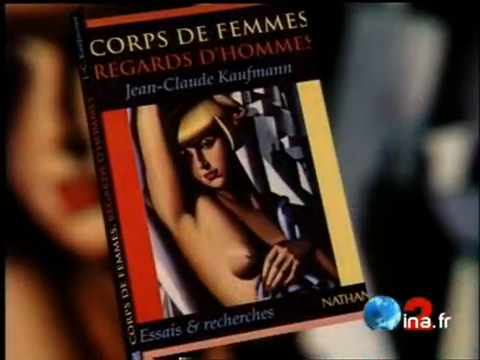 CORPS DE FEMMES
REGARDS D'HOMMES
Jean-Claude Kaufmann
J.-C. Kaufmann
CORPS DE FEMMES, REGARDS D'HOMMES
Essais & recherches
NATHAN
2
ina.fr